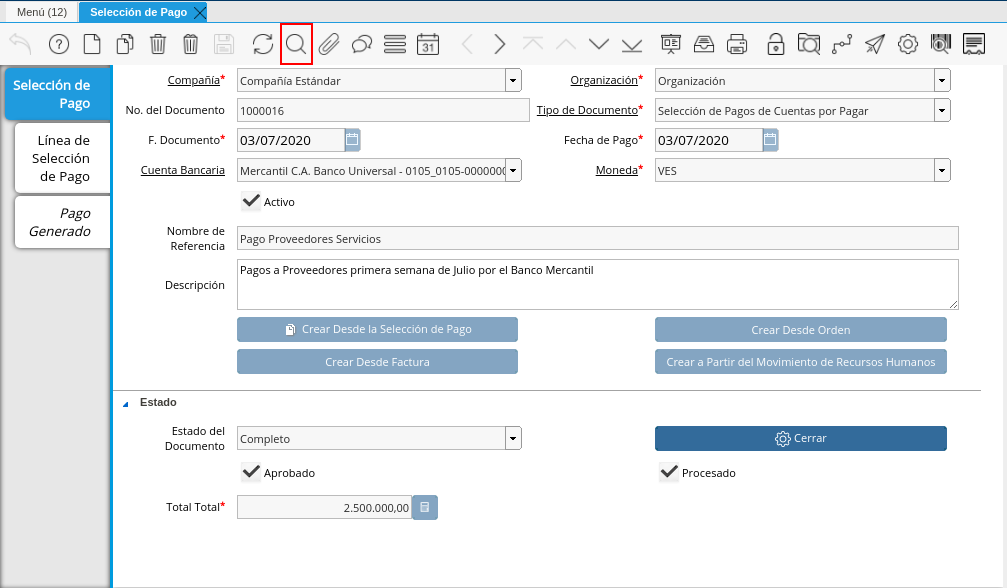 Menú (12)
Selección de Pago
31
Selección de
Pago
Línea de
Selección
de Pago
Pago
Generado
Compañía*
Compañía Estándar
Organización*
Organización
No. del Documento
1000016
Tipo de Documento*
Selección de Pagos de Cuentas por Pagar
F. Documento*
03/07/2020
Fecha de Pago*
03/07/2020
Cuenta Bancaria
Mercantil C.A. Banco Universal - 0105_0105-0000000
Moneda*
VES
Activo
Nombre de
Referencia
Pago Proveedores Servicios
Descripción
Pagos a Proveedores primera semana de Julio por el Banco Mercantil
Crear Desde la Selección de Pago
Crear Desde Orden
Crear Desde Factura
Crear a Partir del Movimiento de Recursos Humanos
Estado
Estado del
Documento
Completo
Cerrar
Aprobado
Procesado
Total Total*
2.500.000,00